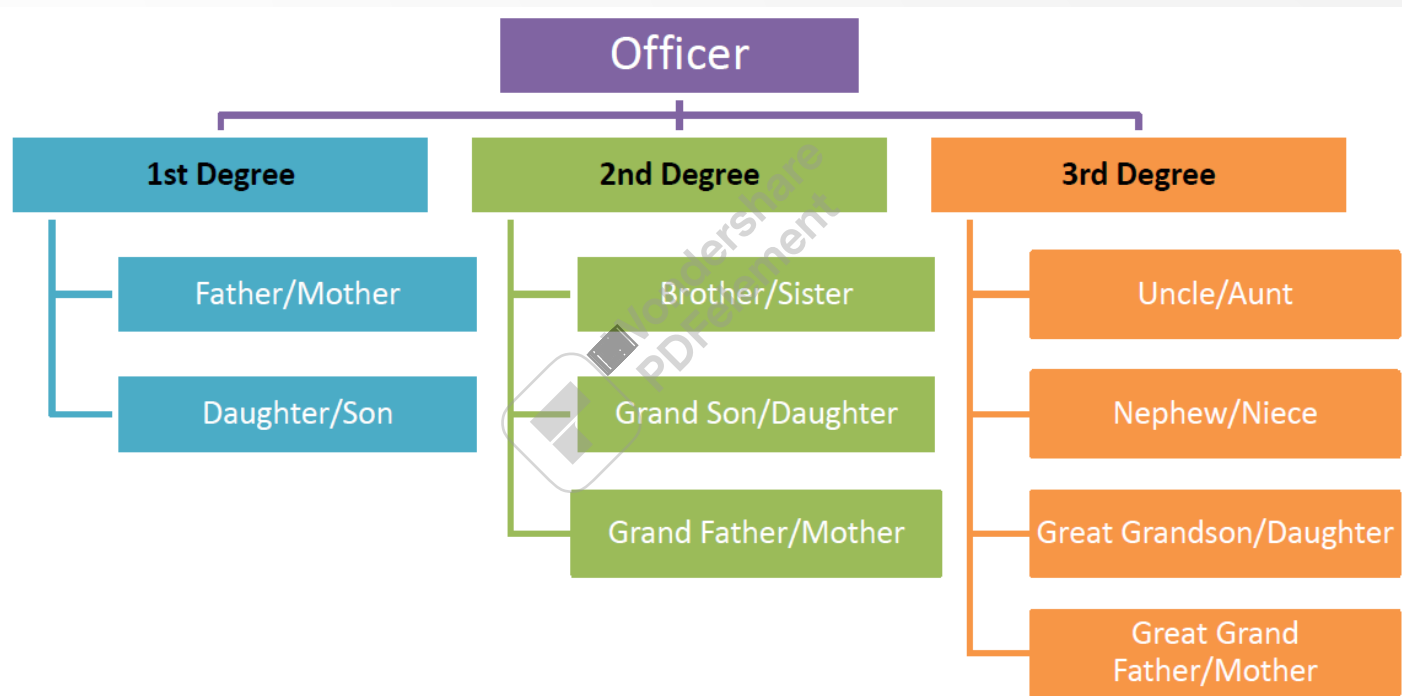 Officer
1st Degree
Father/Mother
Daughter/Son
2nd Degree
Brother/Sister
Grand Son/Daughter
Grand Father/Mother
3rd Degree
Uncle/Aunt
Nephew/Niece
Great Grandson/Daughter
Great Grand
Father/Mother
Wondershare
PDFelement